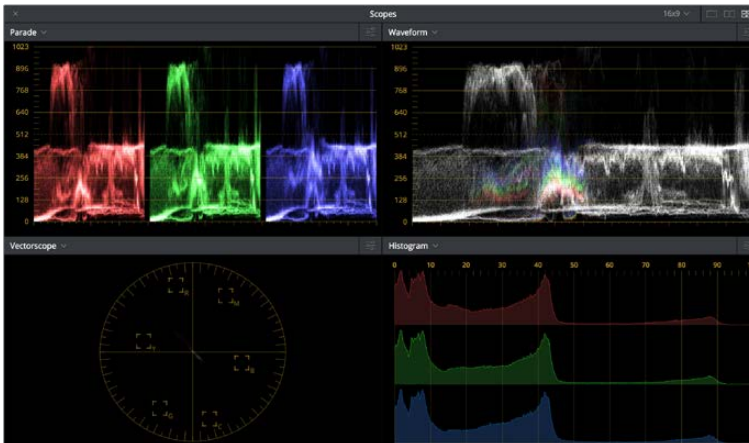 Scopes
16x9
Parade
Waveform
1023
896
768
640
512
384
256
128
0
1023
896
768
640
512
384
256
128
0
Vectorscope
Histogram
R
M
Y
B
G
C
0 10 20 30 40 50 60 70 80 90